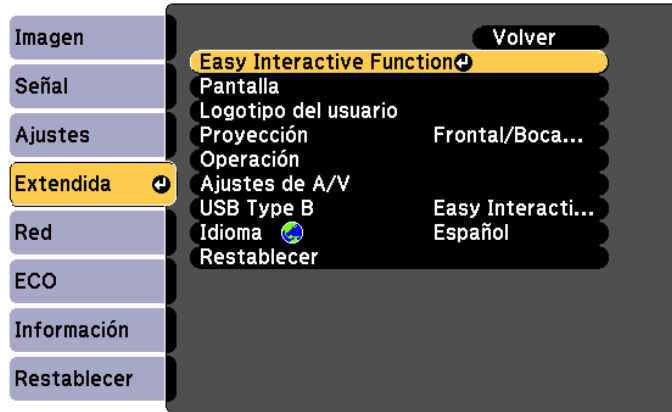 Imagen
Señal
Ajustes
Extendida
Red
ECO
Información
Restablecer
Volver
Easy Interactive Function
Pantalla
Logotipo del usuario
Proyección Frontal/Boca...
Operación
Ajustes de A/V
USB Type B Easy Interacti...
Idioma Español
Restablecer